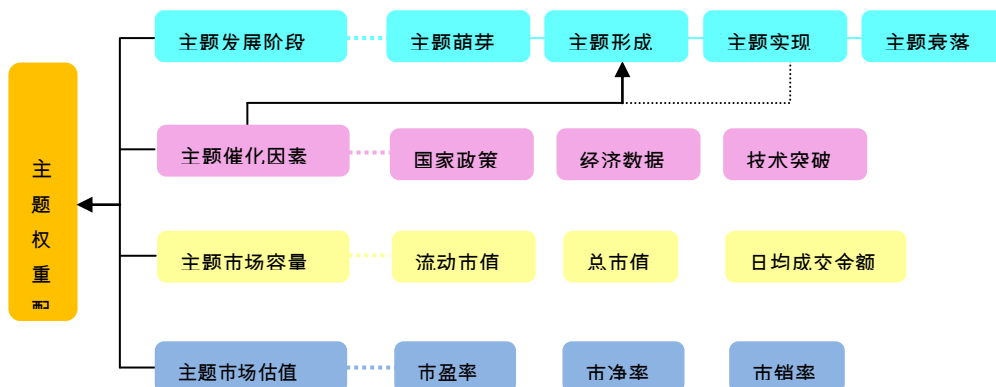 主题发展阶段 主题萌芽 主题形成 主题实现 主题衰落
主题催化因素 国家政策 经济数据 技术突破
主题权重配
主题市场容量 流动市值 总市值 日均成交金额
主题市场估值 市盈率 市净率 市销率